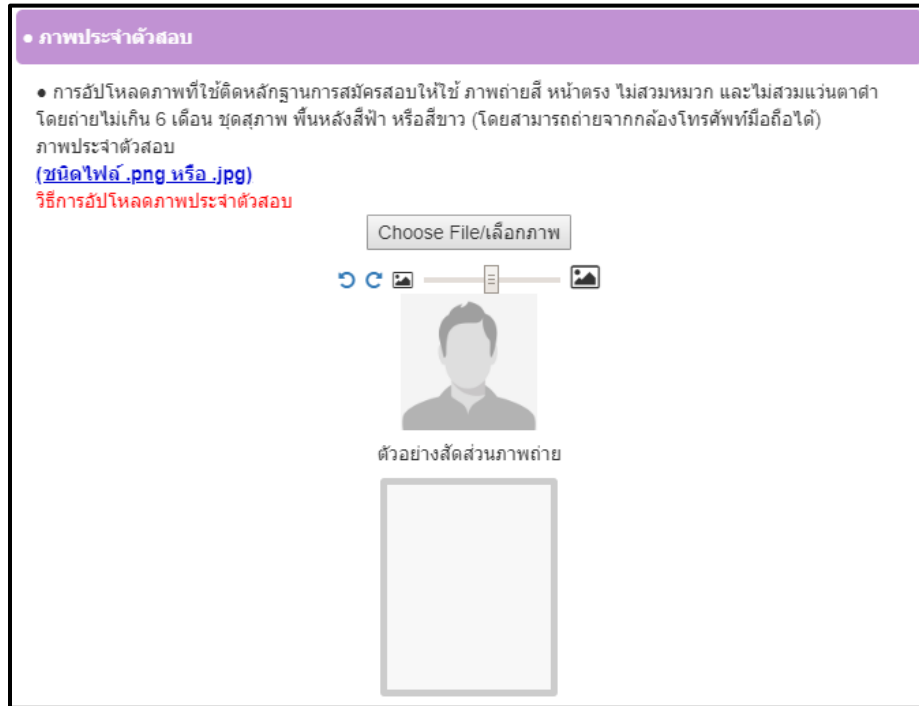 ● ภาพประจำตัวสอบ
● การอัปโหลดภาพที่ใช้ติดหลักฐานการสมัครสอบให้ใช้ ภาพถ่ายสี หน้าตรง ไม่สวมหมวก และไม่สวมแว่นตาดำ
โดยถ่ายไม่เกิน 6 เดือน ชุดสุภาพ พื้นหลังสีฟ้า หรือสีขาว (โดยสามารถถ่ายจากกล้องโทรศัพท์มือถือได้)
ภาพประจำตัวสอบ
(ชนิดไฟล์ .png หรือ .jpg)
วิธีการอัปโหลดภาพประจำตัวสอบ
Choose File/เลือกภาพ
ตัวอย่างสัดส่วนภาพถ่าย